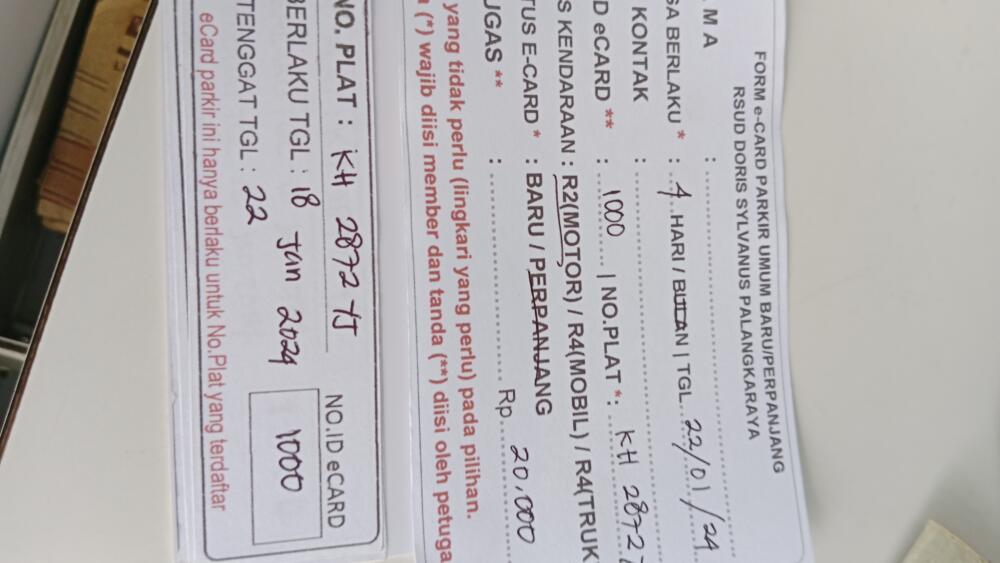 FORM e-CARD PARKIR UMUM BARU/PERPANJANG
RSUD DORIS SYLVANUS PALANGKARAYA
MA :
SA BERLAKU * : 4 HARI / BULAN | TGL. 22/01/24
KONTAK :
D eCARD ** : 1000 | NO.PLAT *: KH 2872
S KENDARAAN : R2(MOTOR) / R4(MOBIL) / R4(TRUK
TUS E-CARD * : BARU / PERPANJANG
UGAS ** : Rp. 20,000
yang tidak perlu (lingkari yang perlu) pada pilihan.
(*) wajib diisi member dan tanda (**) diisi oleh petuga
NO. PLAT : KH 2872 YJ
BERLAKU TGL : 18 Jan 2024
TENGGAT TGL : 22
NO.ID eCARD
1000
eCard parkir ini hanya berlaku untuk No.Plat yang terdaftar